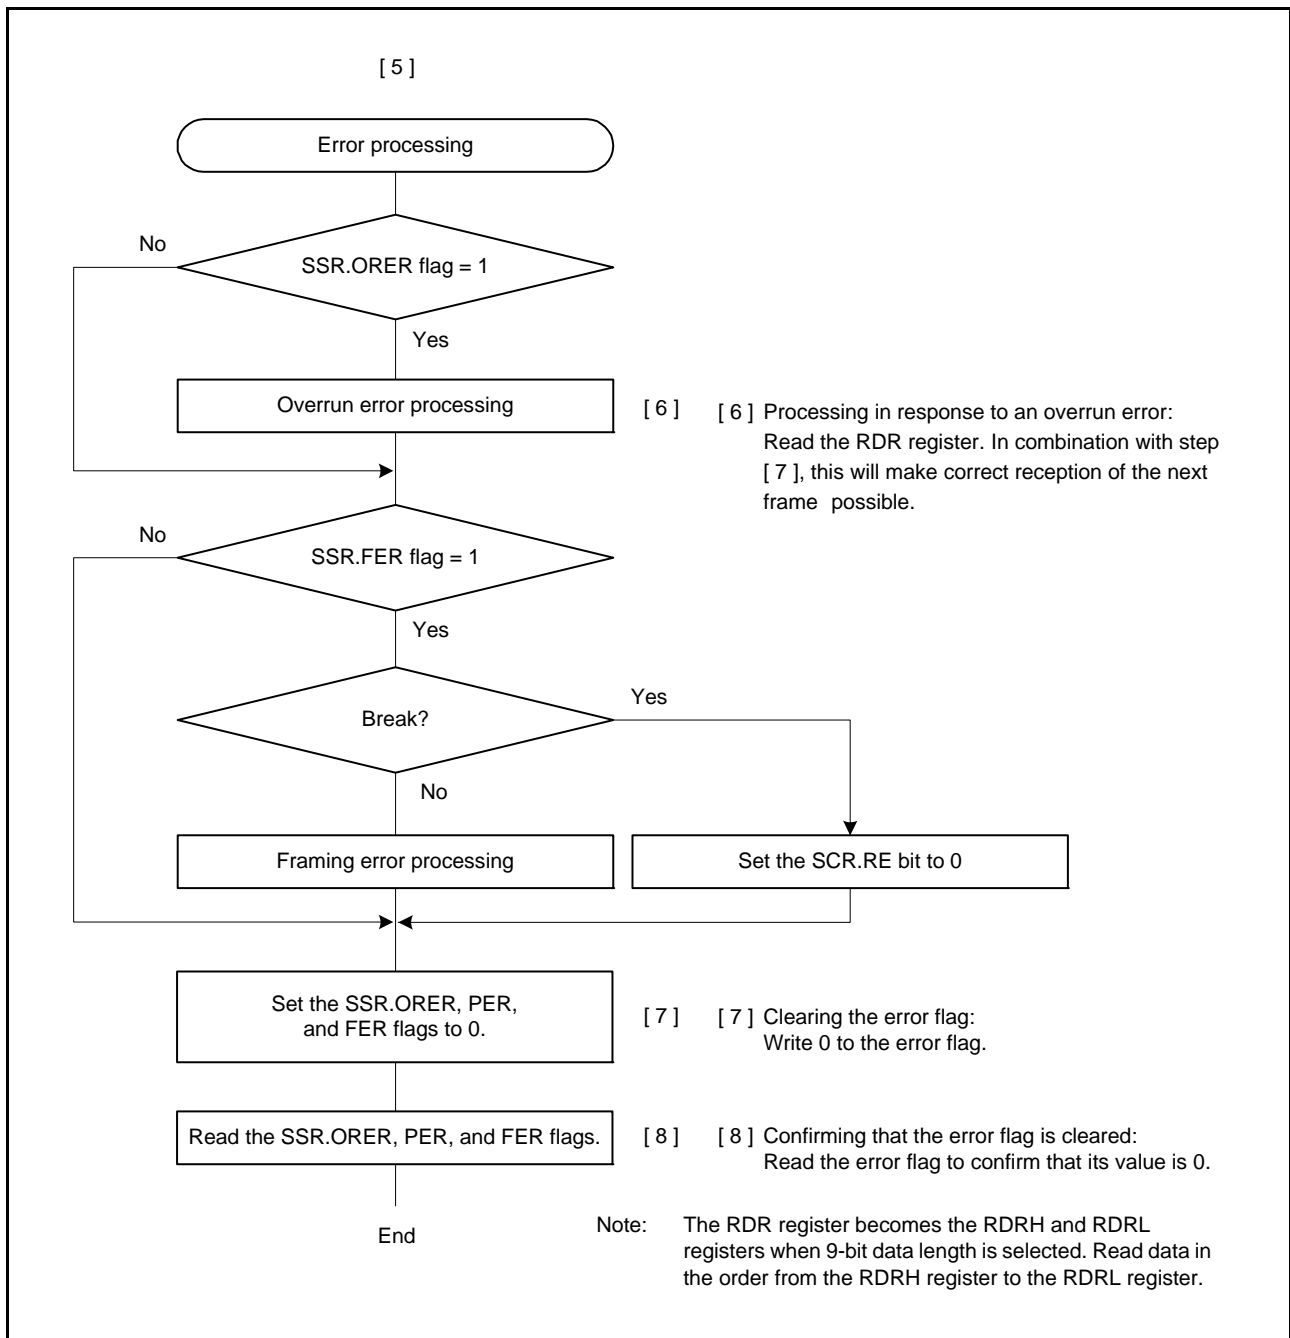 [ 5 ]
Error processing
No
SSR.ORER flag = 1
Yes
Overrun error processing
[ 6 ]
[ 6 ] Processing in response to an overrun error:
Read the RDR register. In combination with step
[ 7 ], this will make correct reception of the next
frame possible.
No
SSR.FER flag = 1
Yes
Break?
Yes
No
Framing error processing
Set the SCR.RE bit to 0
Set the SSR.ORER, PER,
and FER flags to 0.
[ 7 ]
[ 7 ] Clearing the error flag:
Write 0 to the error flag.
Read the SSR.ORER, PER, and FER flags.
[ 8 ]
[ 8 ] Confirming that the error flag is cleared:
Read the error flag to confirm that its value is 0.
End
Note: The RDR register becomes the RDRH and RDRL
registers when 9-bit data length is selected. Read data in
the order from the RDRH register to the RDRL register.